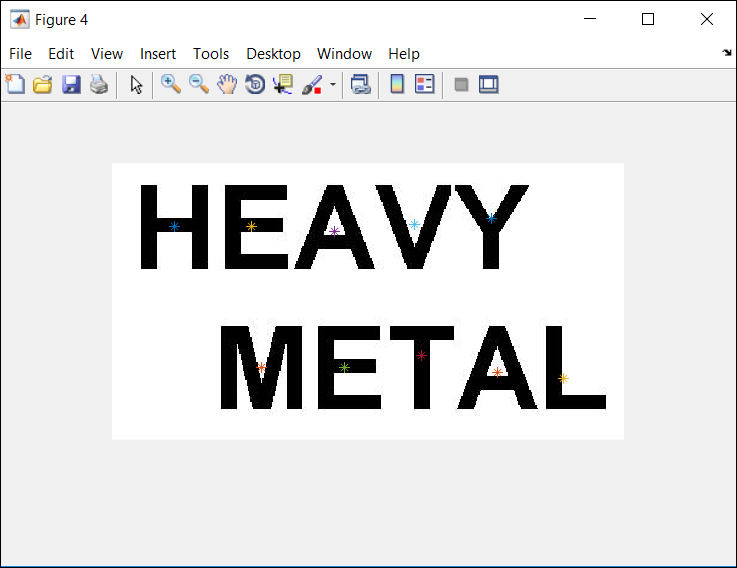 Figure 4
File Edit View Insert Tools Desktop Window Help
HEAVY
METAL